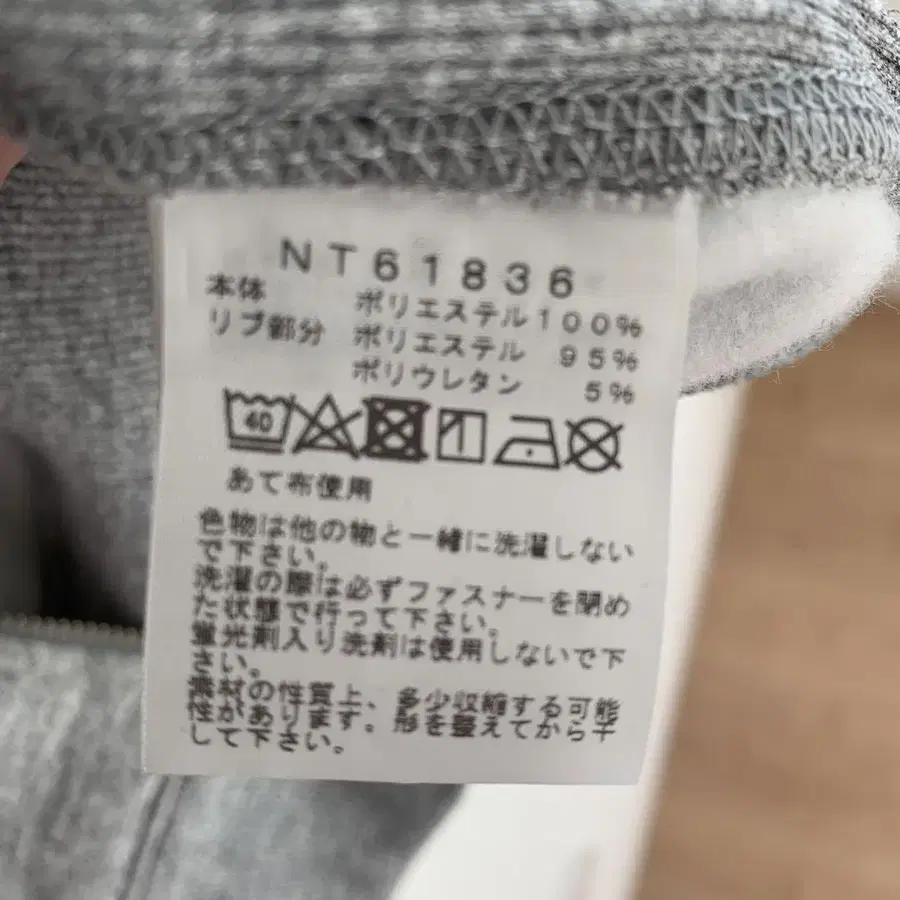 NT61836
本体 ポリエステル100%
リブ部分 ポリエステル 95%
ポリウレタン 5%
40
あて布使用
色物は他の物と一緒に洗濯しない
で下さい。
洗濯の際は必ずファスナーを閉め
た状態で行って下さい。
蛍光剤入り洗剤は使用しないで下
さい。
素材の性質上、多少収縮する可能
性があります。形を整えてから干
して下さい。